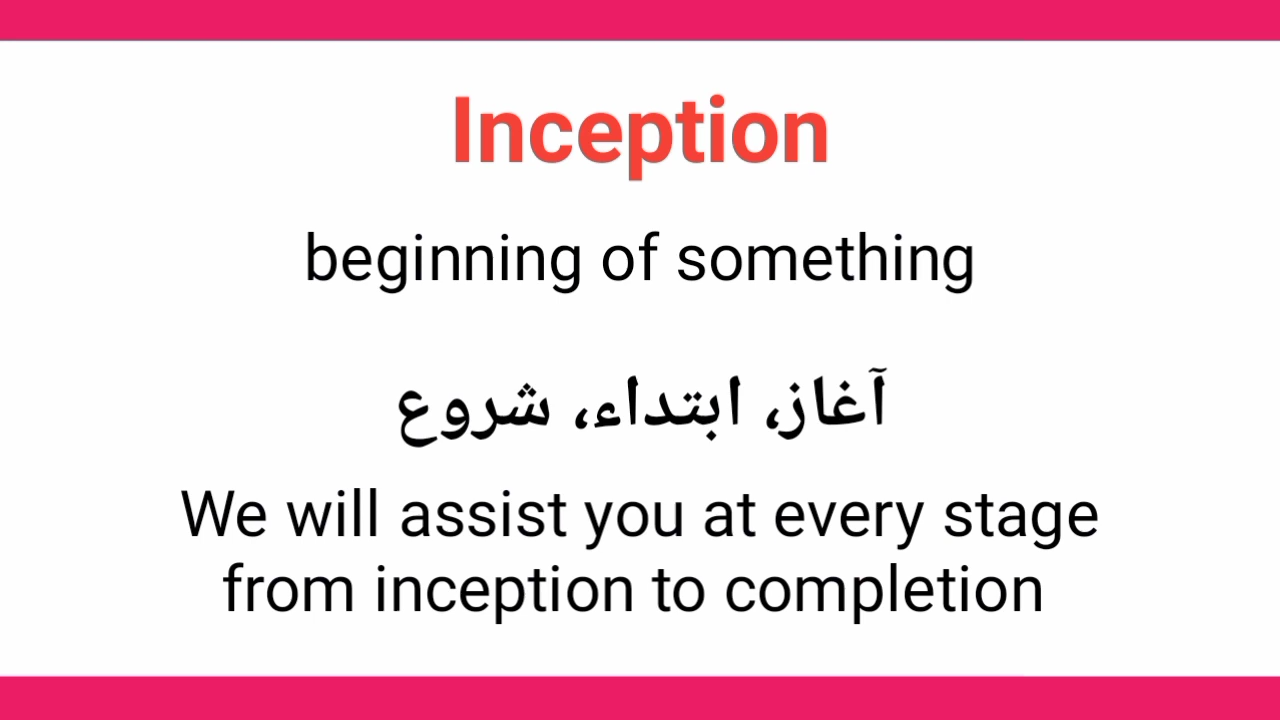 Inception
beginning of something
آغاز، ابتداء، شروع
We will assist you at every stage
from inception to completion